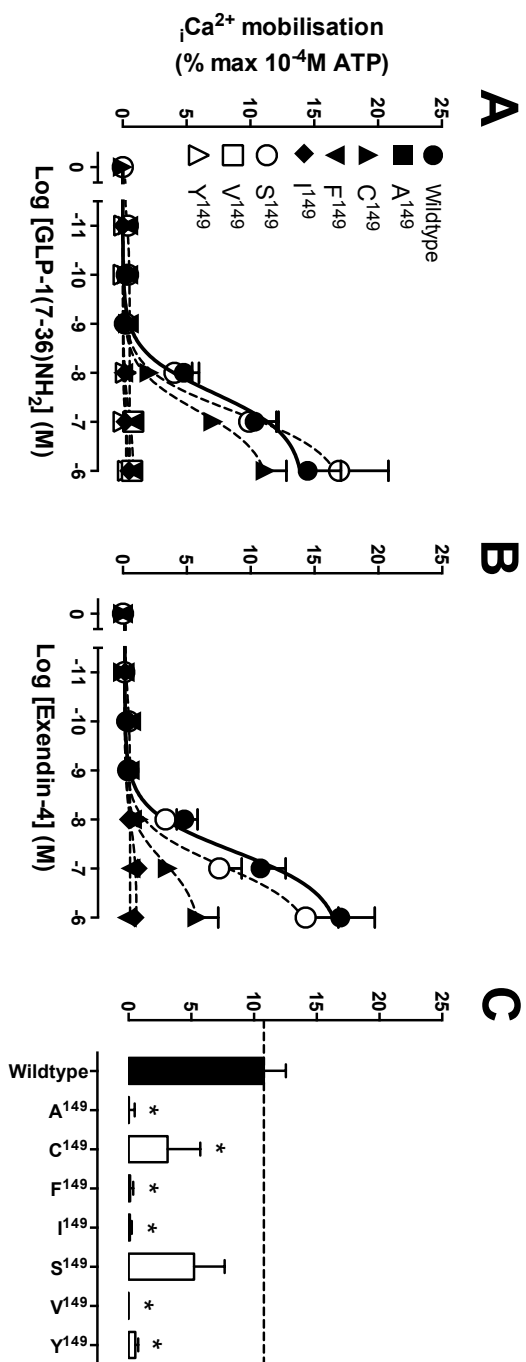 A
iCa2+ mobilisation
(% max 10-4M ATP)
25
20
15
10
5
0
Wildtype
A149
C149
F149
I149
S149
V149
Y149
0 -11 -10 -9 -8 -7 -6
Log [GLP-1(7-36)NH2] (M)
B
25
20
15
10
5
0
0 -11 -10 -9 -8 -7 -6
Log [Exendin-4] (M)
C
25
20
15
10
5
0
* * * * * *
Wildtype A149 C149 F149 I149 S149 V149 Y149